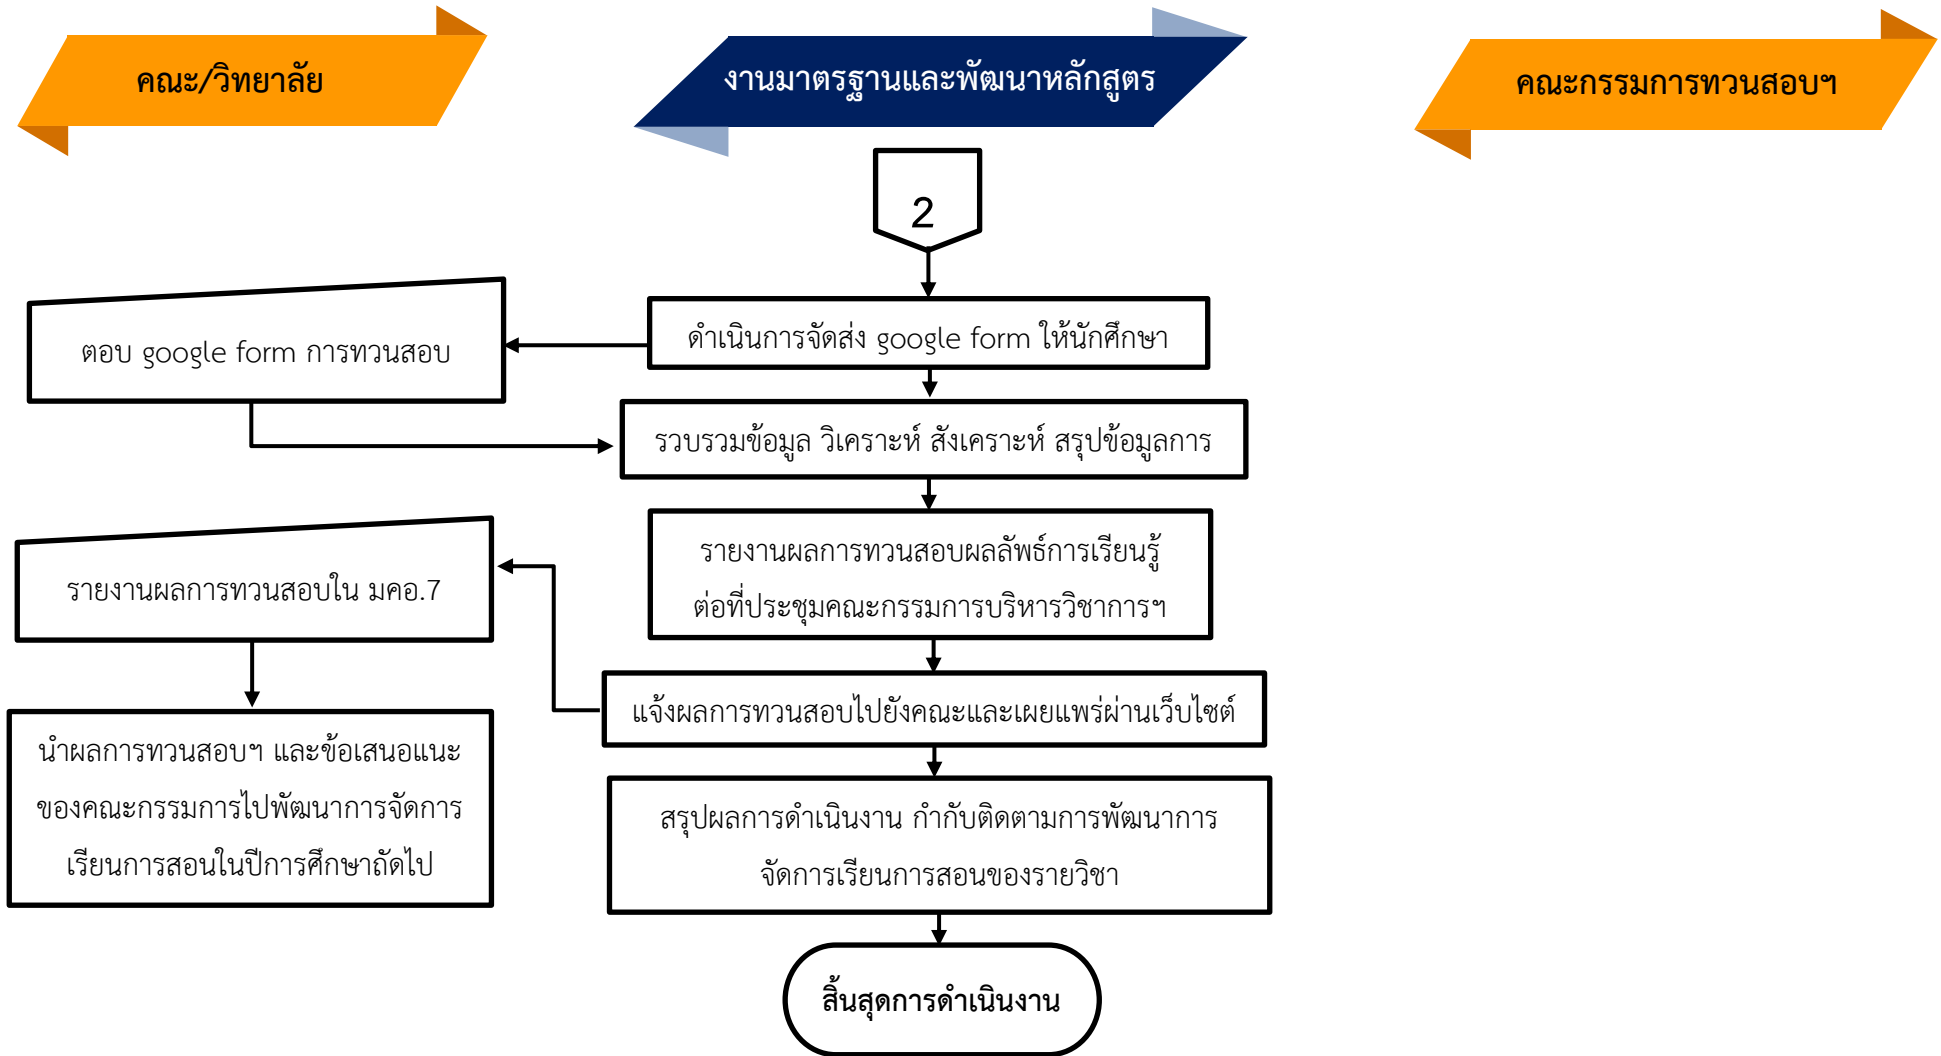 คณะ/วิทยาลัย
งานมาตรฐานและพัฒนาหลักสูตร
คณะกรรมการทวนสอบฯ
2
ดำเนินการจัดส่ง google form ให้นักศึกษา
ตอบ google form การทวนสอบ
รวบรวมข้อมูล วิเคราะห์ สังเคราะห์ สรุปข้อมูลการ
รายงานผลการทวนสอบผลลัพธ์การเรียนรู้
ต่อที่ประชุมคณะกรรมการบริหารวิชาการฯ
รายงานผลการทวนสอบใน มคอ.7
แจ้งผลการทวนสอบไปยังคณะและเผยแพร่ผ่านเว็บไซต์
นำผลการทวนสอบฯ และข้อเสนอแนะ
ของคณะกรรมการไปพัฒนาการจัดการ
เรียนการสอนในปีการศึกษาถัดไป
สรุปผลการดำเนินงาน กำกับติดตามการพัฒนาการ
จัดการเรียนการสอนของรายวิชา
สิ้นสุดการดำเนินงาน